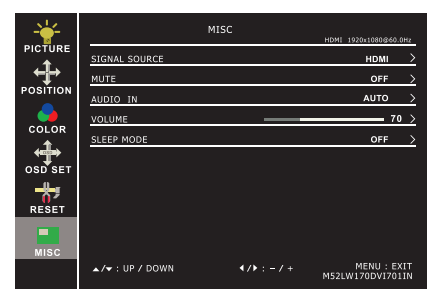 MISC
HDMI 1920x1080@60.0Hz
PICTURE
POSITION
COLOR
OSD SET
RESET
MISC
SIGNAL SOURCE HDMI >
MUTE OFF >
AUDIO IN AUTO >
VOLUME 70 >
SLEEP MODE OFF >
▲/▼ : UP / DOWN ◀/▶ : – / + MENU : EXIT
M52LW170DVI701IN